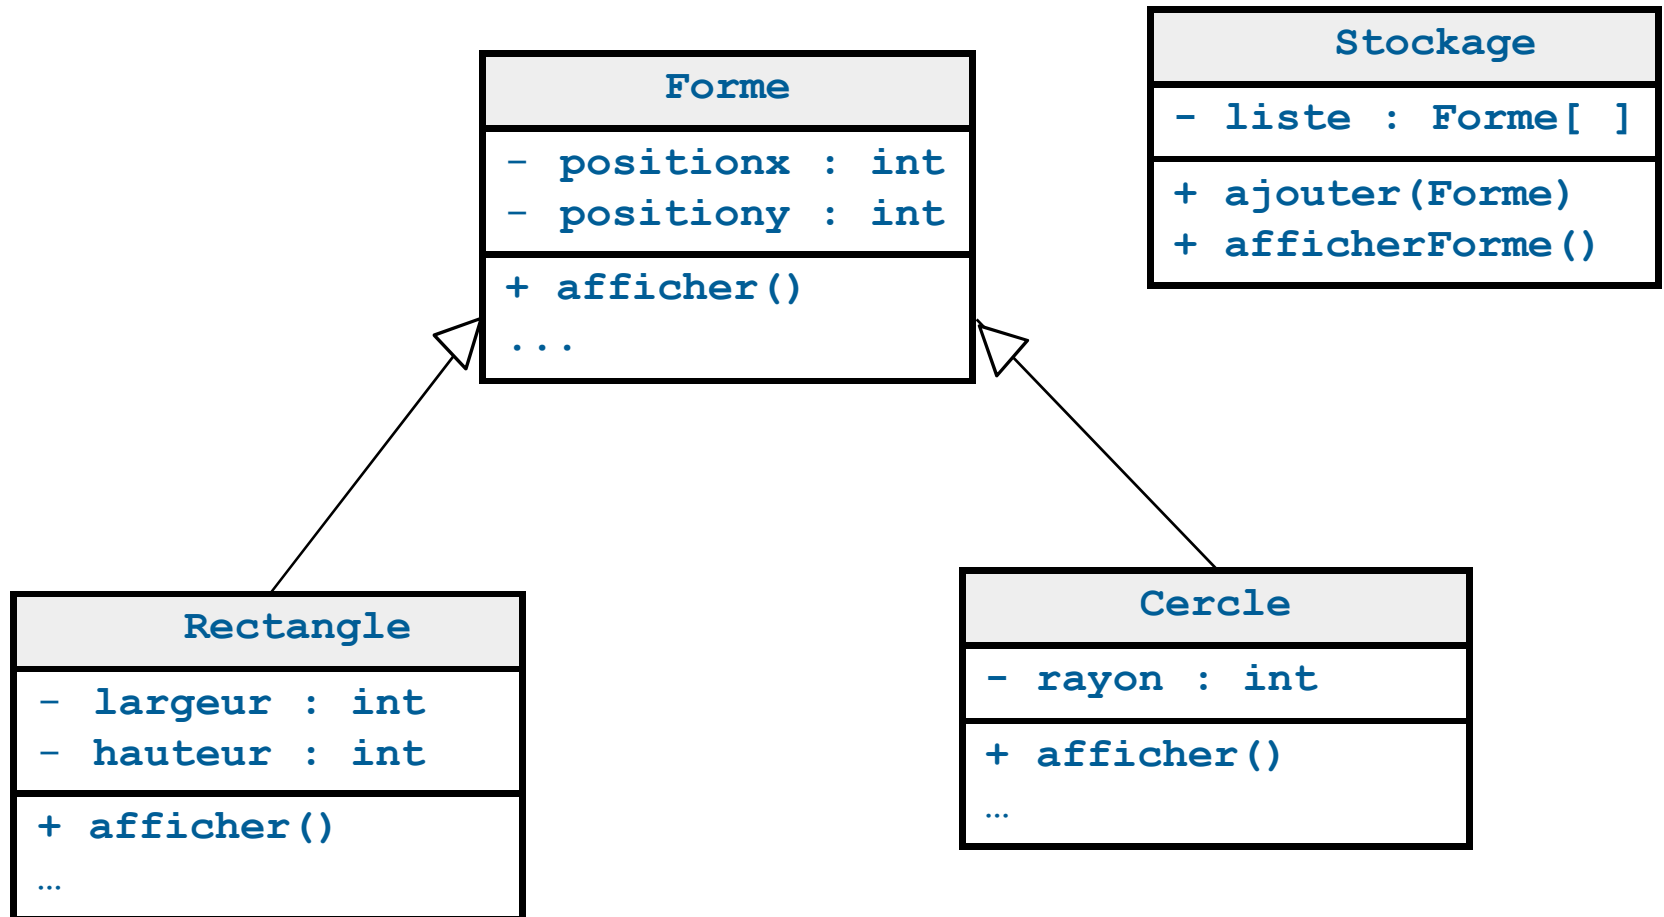 Forme
- positionx : int
- positiony : int
+ afficher()
...
Stockage
- liste : Forme[ ]
+ ajouter(Forme)
+ afficherForme()
Rectangle
- largeur : int
- hauteur : int
+ afficher()
…
Cercle
- rayon : int
+ afficher()
…